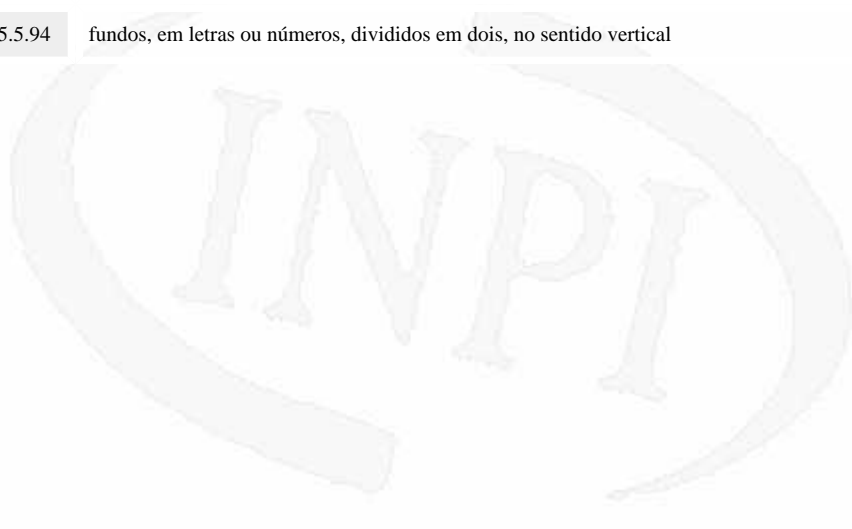 5.5.94 fundos, em letras ou números, divididos em dois, no sentido vertical
INPI